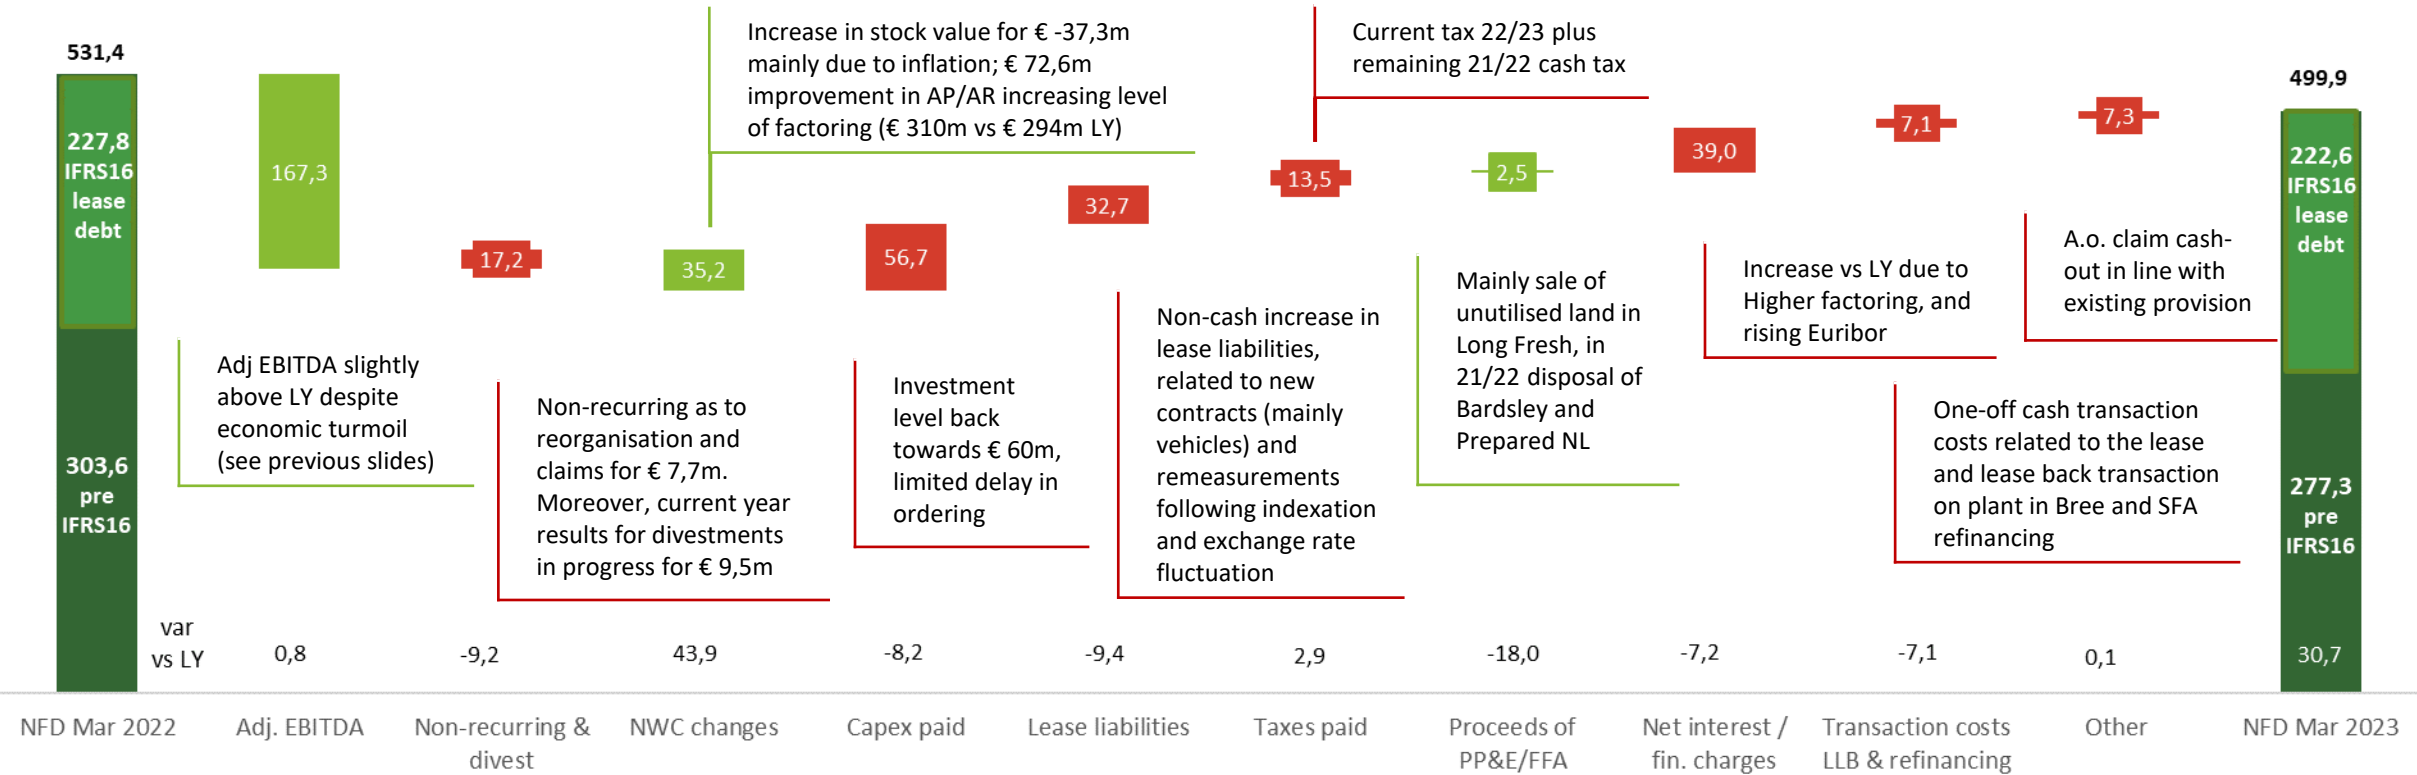 531,4
227,8
IFRS16
lease
debt
303,6
pre
IFRS16
167,3
Adj EBITDA slightly
above LY despite
economic turmoil
(see previous slides)
17,2
Non-recurring as to
reorganisation and
claims for € 7,7m.
Moreover, current year
results for divestments
in progress for € 9,5m
Increase in stock value for € -37,3m
mainly due to inflation; € 72,6m
improvement in AP/AR increasing level
of factoring (€ 310m vs € 294m LY)
35,2
56,7
Investment
level back
towards € 60m,
limited delay in
ordering
32,7
Non-cash increase in
lease liabilities,
related to new
contracts (mainly
vehicles) and
remeasurements
following indexation
and exchange rate
fluctuation
Current tax 22/23 plus
remaining 21/22 cash tax
13,5
2,5
Mainly sale of
unutilised land in
Long Fresh, in
21/22 disposal of
Bardsley and
Prepared NL
39,0
Increase vs LY due to
Higher factoring, and
rising Euribor
7,1
One-off cash transaction
costs related to the lease
and lease back transaction
on plant in Bree and SFA
refinancing
7,3
A.o. claim cash-
out in line with
existing provision
499,9
222,6
IFRS16
lease
debt
277,3
pre
IFRS16
var
vs LY
0,8
-9,2
43,9
-8,2
-9,4
2,9
-18,0
-7,2
-7,1
0,1
30,7
NFD Mar 2022
Adj. EBITDA
Non-recurring &
divest
NWC changes
Capex paid
Lease liabilities
Taxes paid
Proceeds of
PP&E/FFA
Net interest /
fin. charges
Transaction costs
LLB & refinancing
Other
NFD Mar 2023